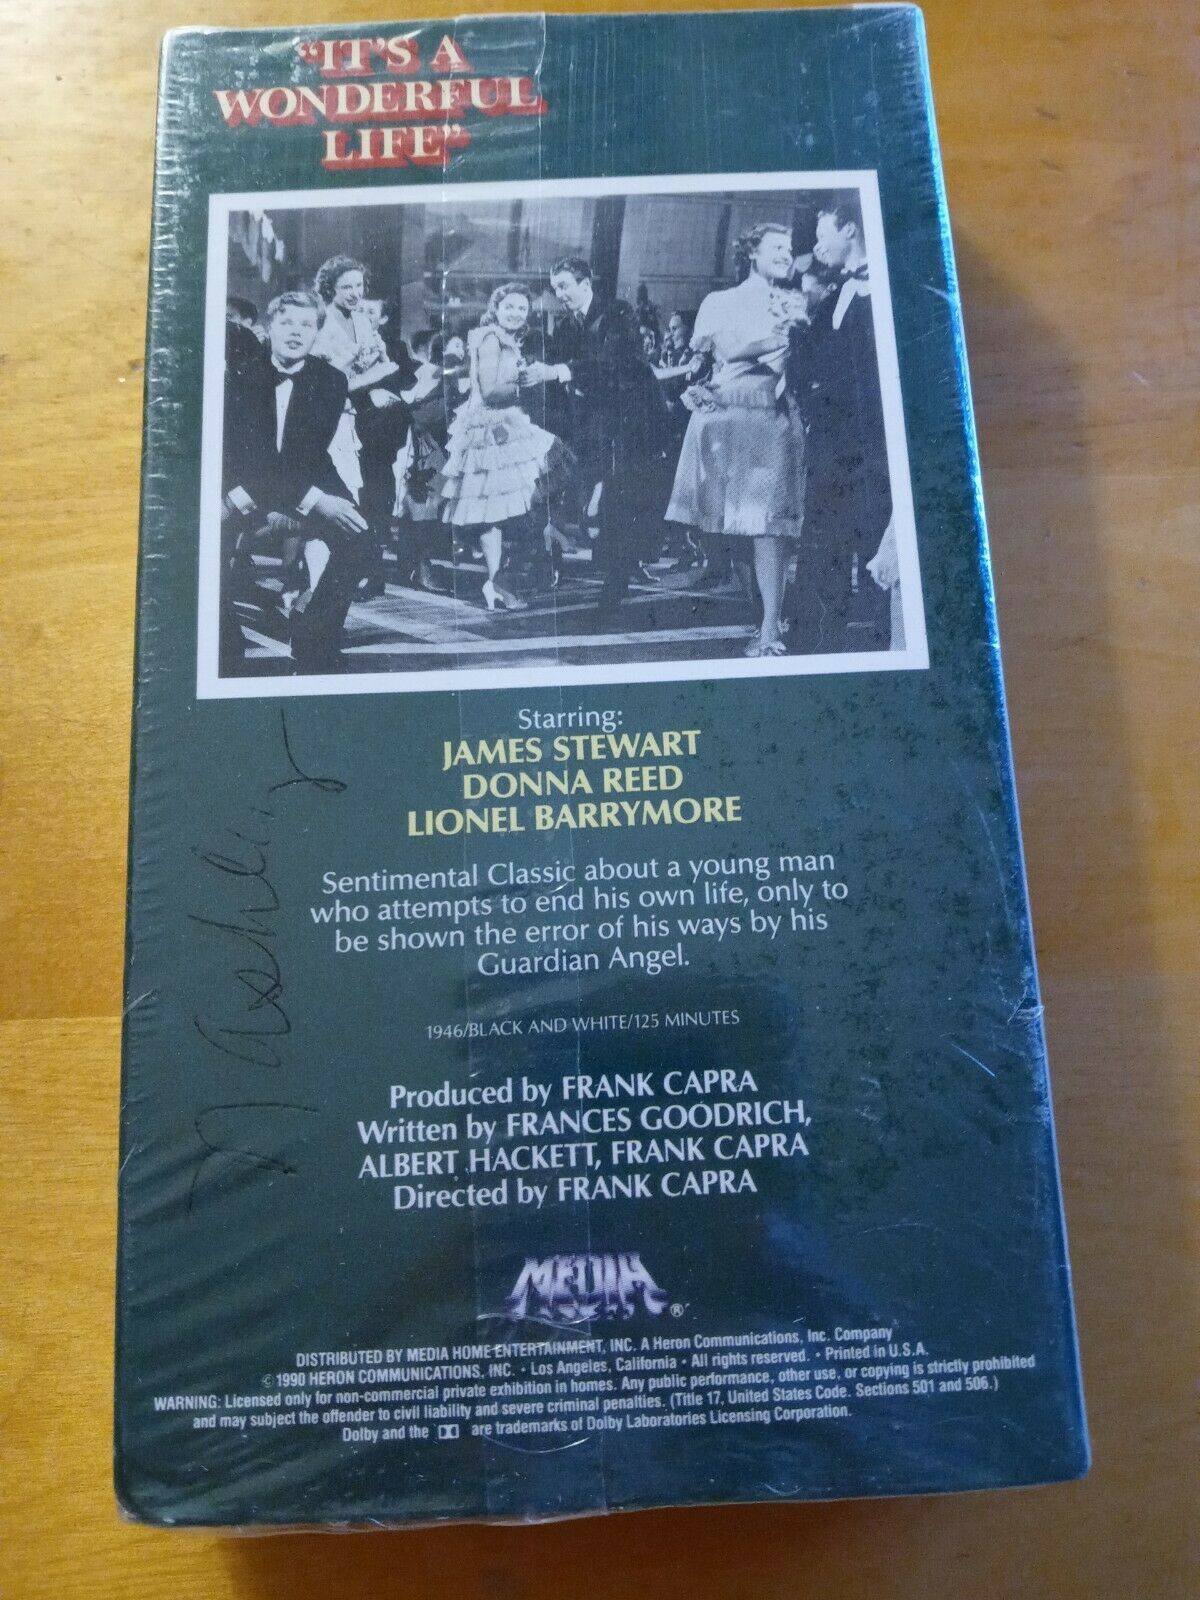 "IT'S A
WONDERFUL
LIFE"
Starring:
JAMES STEWART
DONNA REED
LIONEL BARRYMORE
Sentimental Classic about a young man
who attempts to end his own life, only to
be shown the error of his ways by his
Guardian Angel.
1946/BLACK AND WHITE/125 MINUTES
Produced by FRANK CAPRA
Written by FRANCES GOODRICH,
ALBERT HACKETT, FRANK CAPRA
Directed by FRANK CAPRA
MEDIA®
DISTRIBUTED BY MEDIA HOME ENTERTAINMENT, INC. A Heron Communications, Inc. Company
© 1990 HERON COMMUNICATIONS, INC. • Los Angeles, California • All rights reserved. • Printed in U.S.A.
WARNING: Licensed only for non-commercial private exhibition in homes. Any public performance, other use, or copying is strictly prohibited
and may subject the offender to civil liability and severe criminal penalties. (Title 17, United States Code. Sections 501 and 506.)
Dolby and the are trademarks of Dolby Laboratories Licensing Corporation.